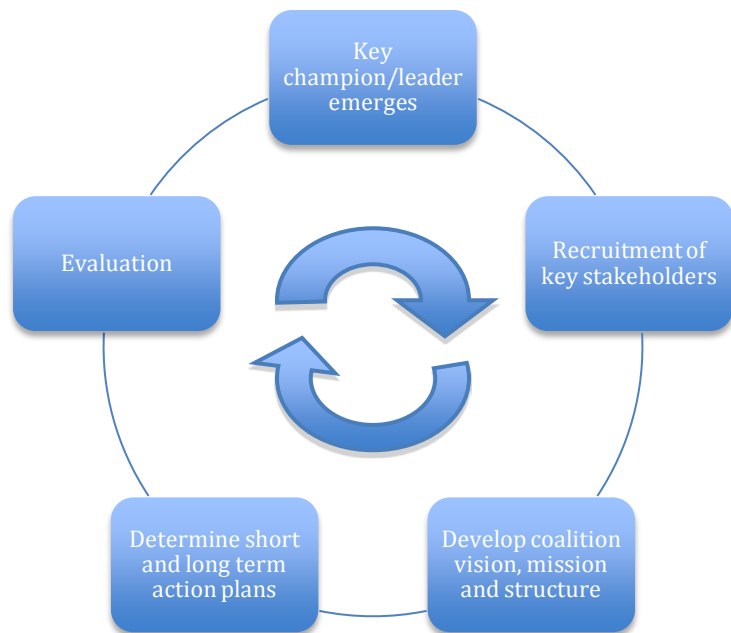 Key
champion/leader
emerges
Recruitment of
key stakeholders
Develop coalition
vision, mission
and structure
Determine short
and long term
action plans
Evaluation